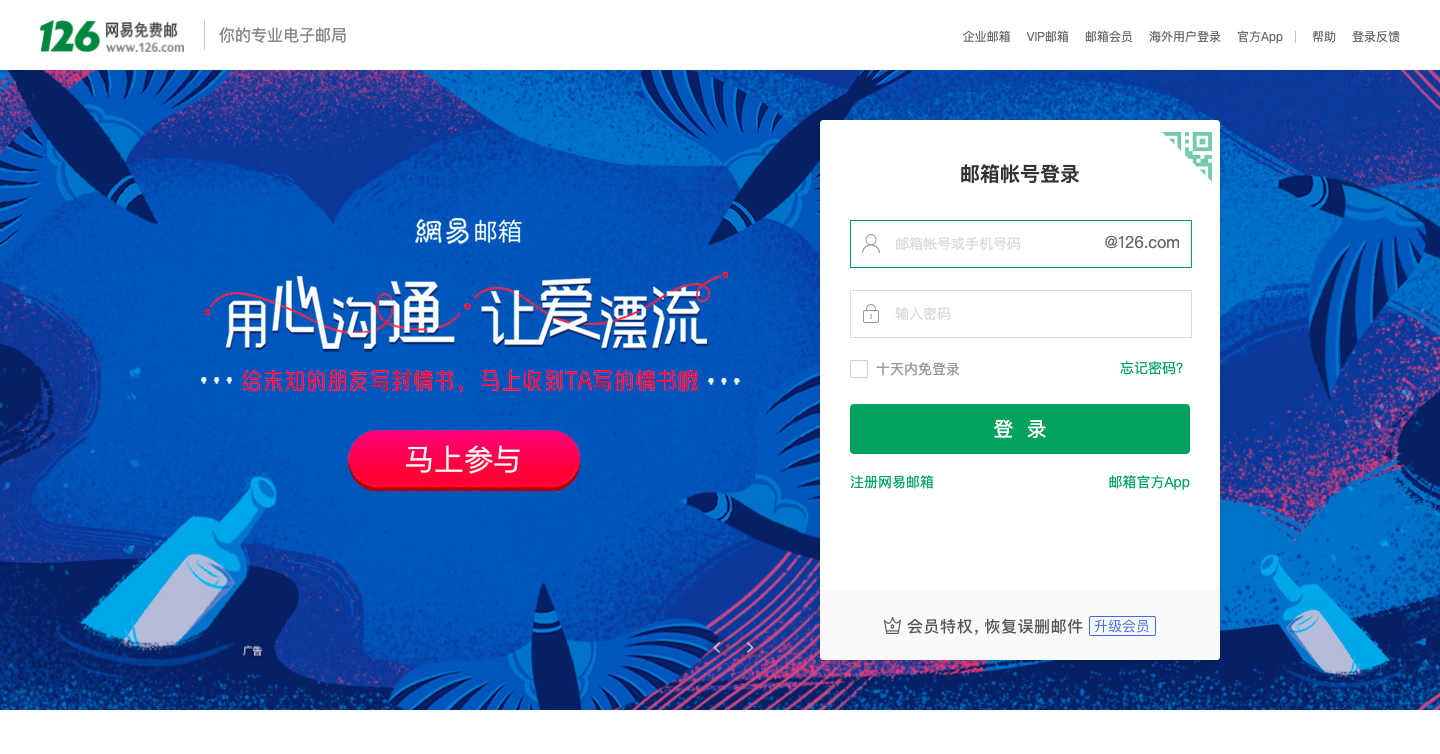 126 网易免费邮
www.126.com
你的专业电子邮局
企业邮箱 VIP邮箱 邮箱会员 海外用户登录 官方App 帮助 登录反馈
網易邮箱
用心沟通 让爱漂流
给未知的朋友写封情书，马上收到TA写的情书哦
马上参与
广告
邮箱帐号登录
邮箱帐号或手机号码 @126.com
输入密码
十天内免登录 忘记密码?
登 录
注册网易邮箱 邮箱官方App
会员特权, 恢复误删邮件 升级会员